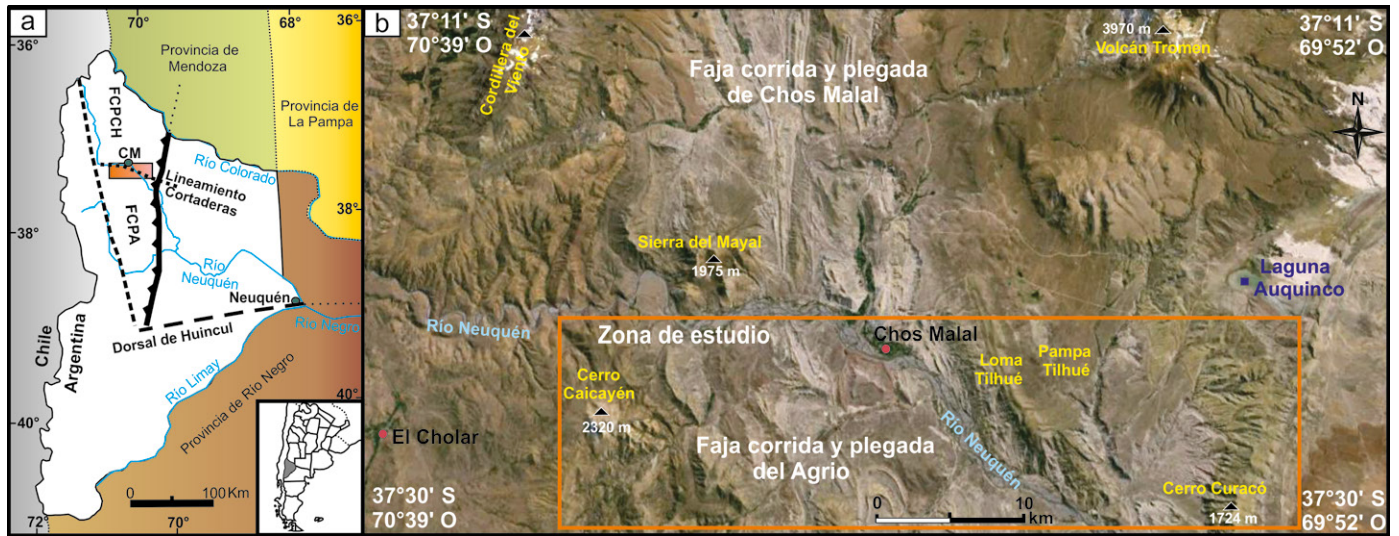 a
70°
68°
36°
36°
Provincia de
Mendoza
Provincia de
La Pampa
FCPCH
CM
Río Colorado
Lineamiento
Cortaderas
38°
38°
FCPA
Río
Neuquén
Neuquén
Río Negro
Dorsal de Huincul
Chile
Argentina
Río Limay
Provincia de Río Negro
40°
40°
0
100 Km
72°
70°
b
37°11' S
70°39' O
Cordillera del
Viento
Faja corrida y plegada
de Chos Malal
3970 m
Volcán Tromen
37°11' S
69°52' O
N
Sierra del Mayal
1975 m
Laguna
Auquinco
Río Neuquén
Zona de estudio
Chos Malal
Loma
Tilhué
Pampa
Tilhué
Cerro
Caicayén
2320 m
El Cholar
Faja corrida y plegada
del Agrio
Río Neuquén
37°30' S
70°39' O
0
10
km
Cerro Curacó
1724 m
37°30' S
69°52' O